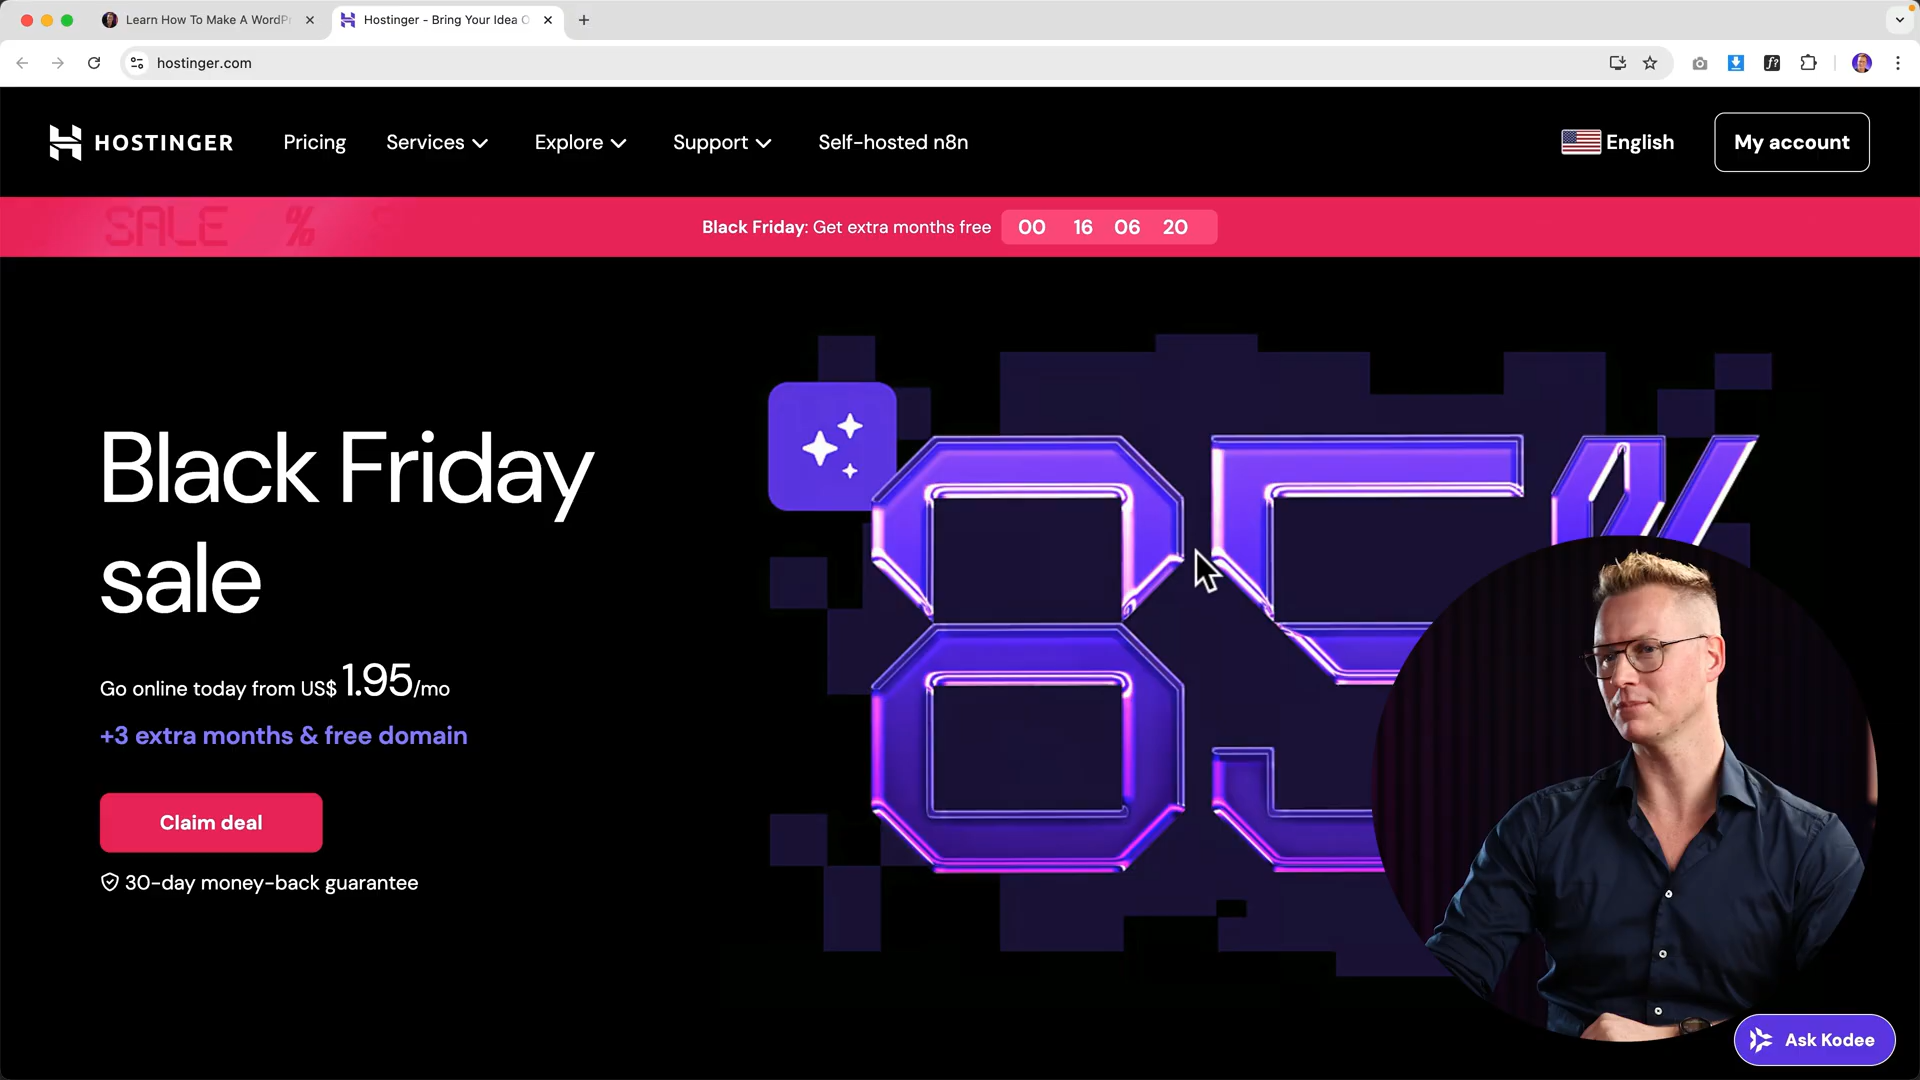 Learn How To Make A WordPr
Hostinger - Bring Your Idea O
hostinger.com
HOSTINGER
Pricing
Services
Explore
Support
Self-hosted n8n
English
My account
SALE %
Black Friday: Get extra months free
00 16 06 20
85%
Black Friday
sale
Go online today from US$ 1.95/mo
+3 extra months & free domain
Claim deal
30-day money-back guarantee
Ask Kodee